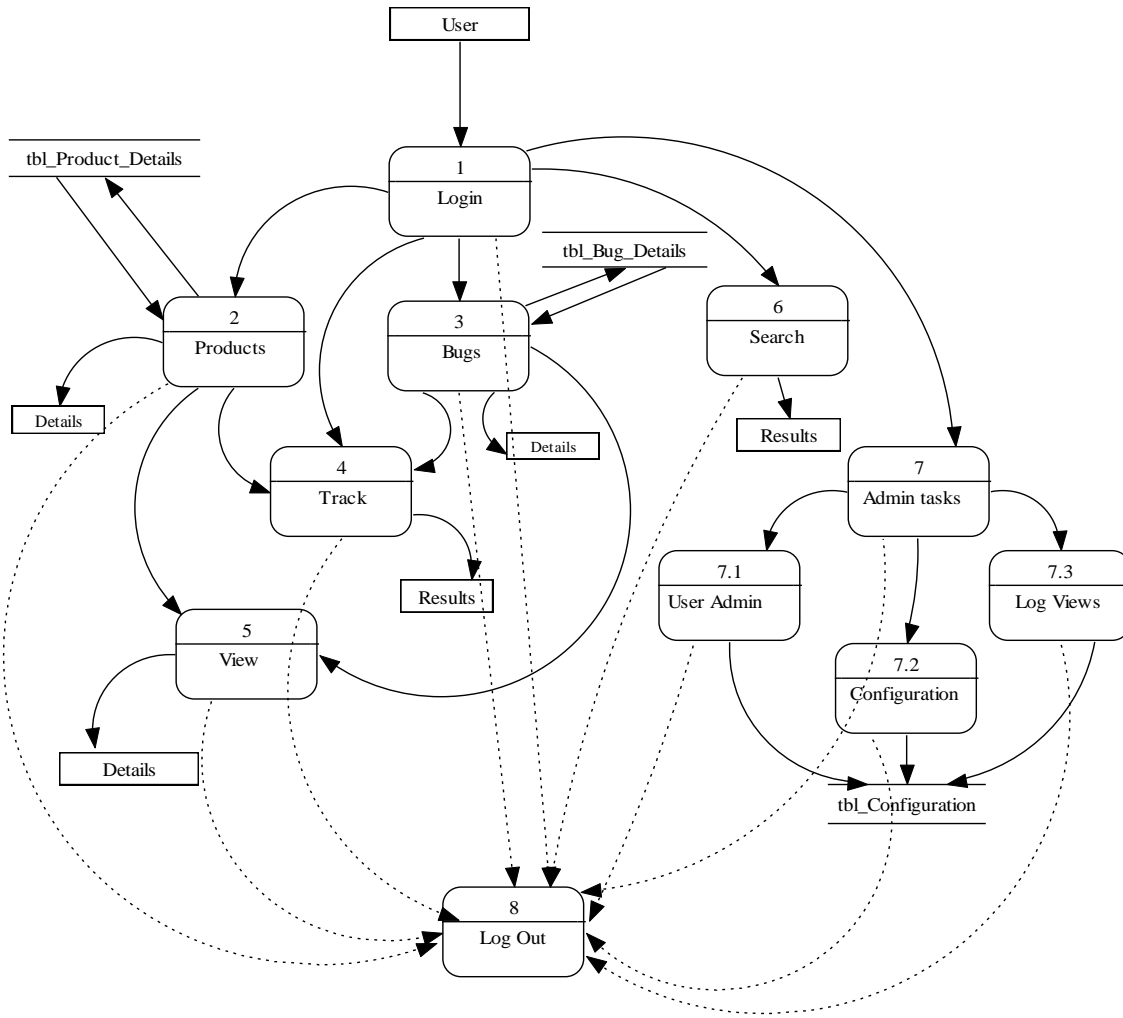 User
tbl_Product_Details
1
Login
tbl_Bug_Details
2
Products
3
Bugs
6
Search
Details
Details
Results
4
Track
7
Admin tasks
7.1
User Admin
7.3
Log Views
Results
5
View
7.2
Configuration
Details
tbl_Configuration
8
Log Out